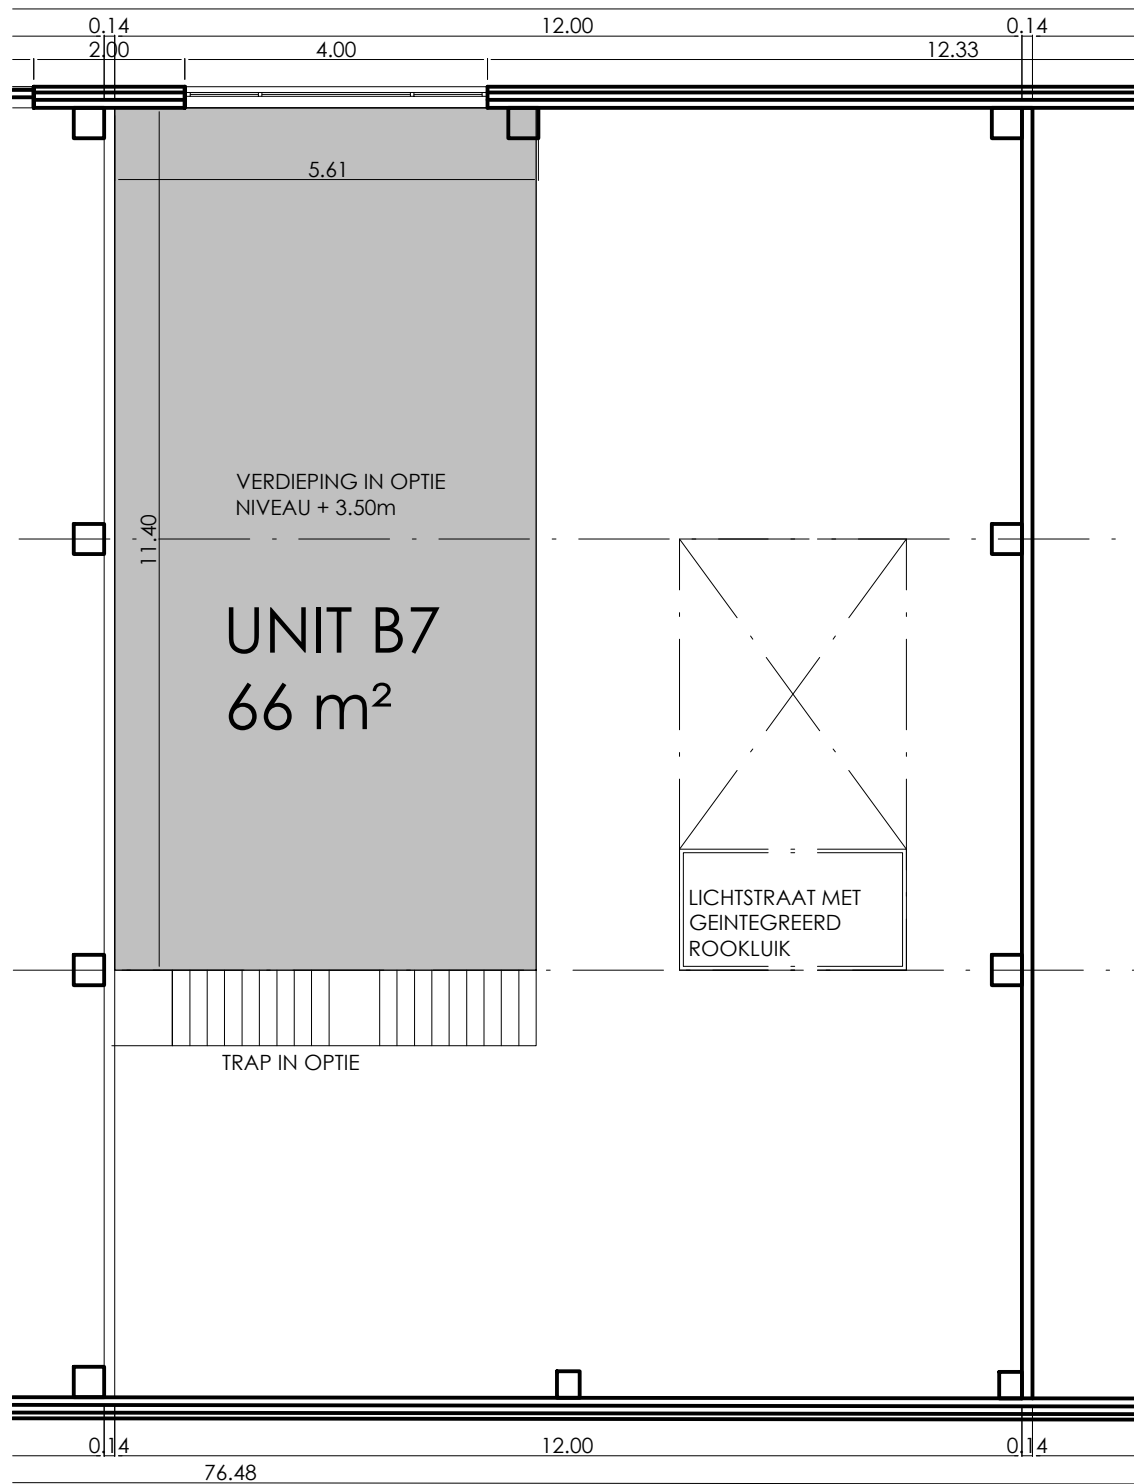 0.14 12.00 0.14
2.00 4.00 12.33
5.61
VERDIEPING IN OPTIE
NIVEAU + 3.50m
11.40
UNIT B7
66 m²
LICHTSTRAAT MET
GEINTEGREERD
ROOKLUIK
TRAP IN OPTIE
0.14 12.00 0.14
76.48